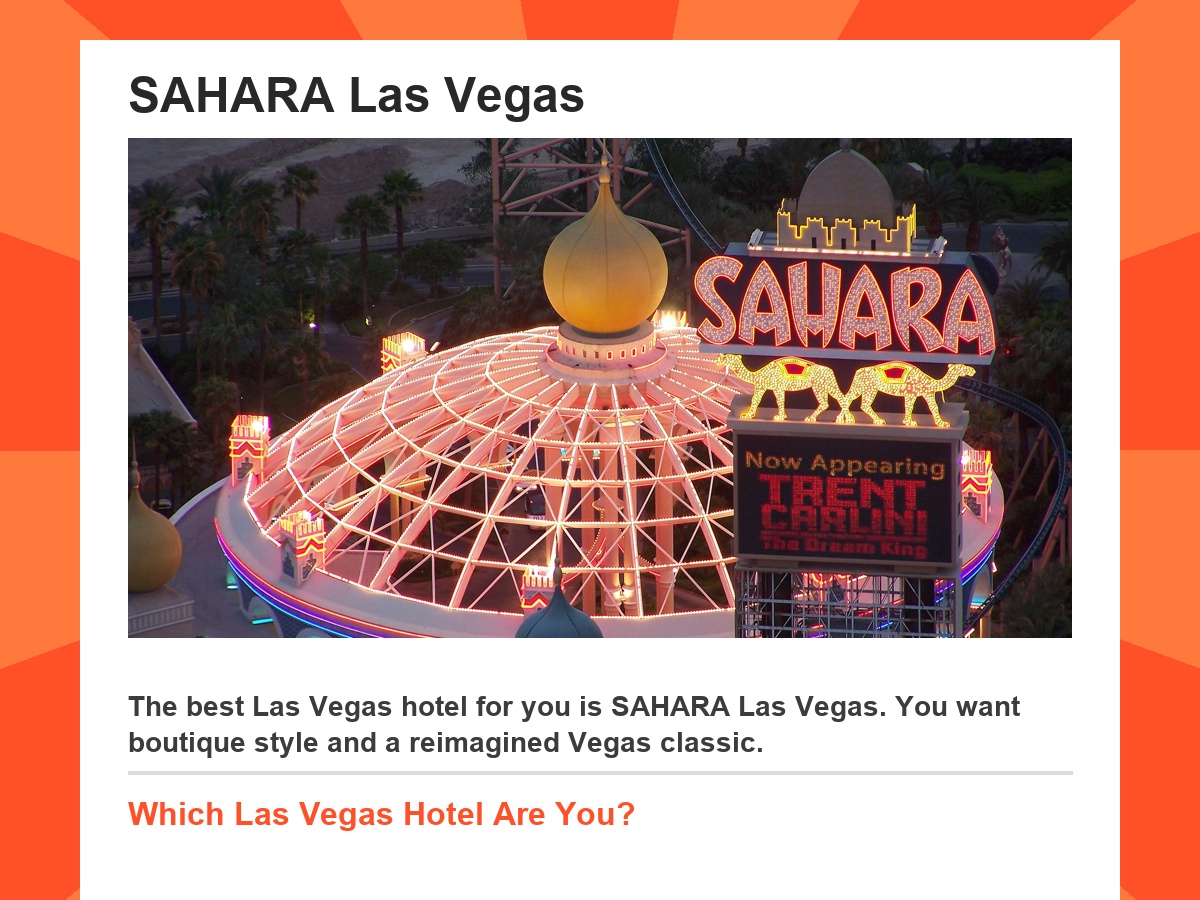 SAHARA Las Vegas
SAHARA
Now Appearing
TRENT
CARLINI
The Dream King
The best Las Vegas hotel for you is SAHARA Las Vegas. You want
boutique style and a reimagined Vegas classic.
Which Las Vegas Hotel Are You?